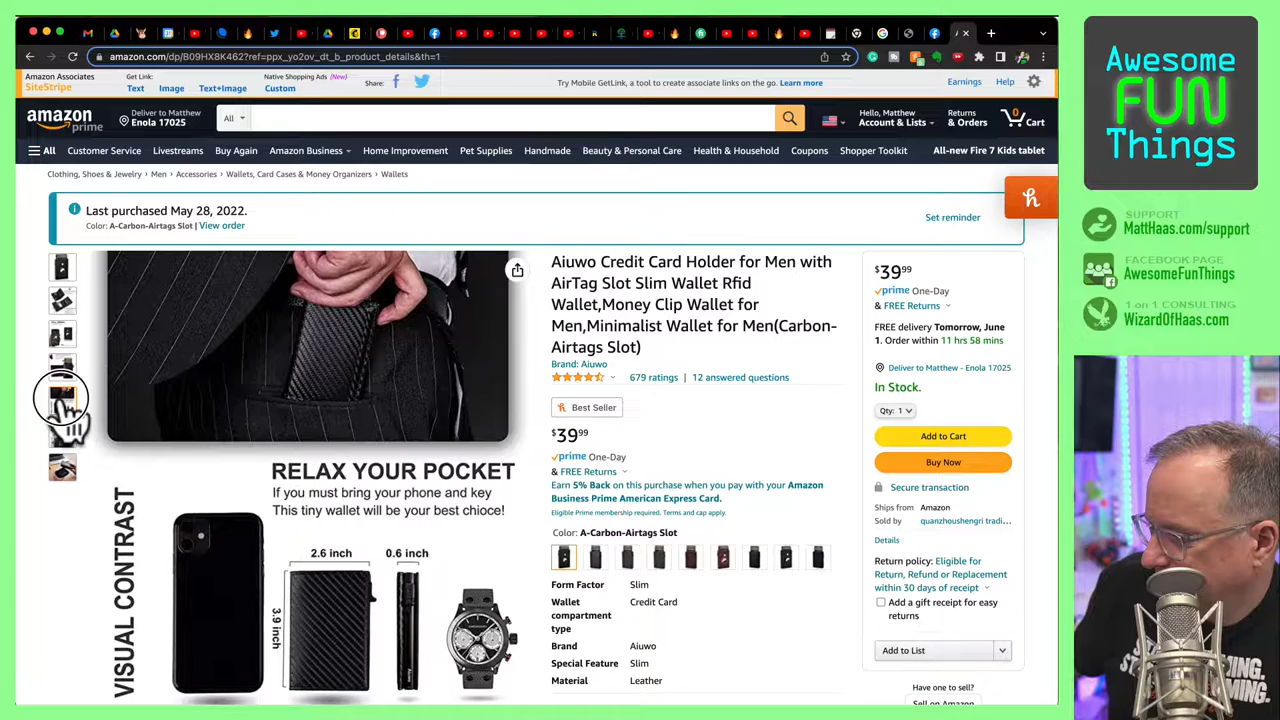 amazon.com/dp/B09HX8K462?ref=ppx_yo2ov_dt_b_product_details&th=1
Amazon Associates
SiteStripe
Get Link:
Text
Image
Text+Image
Native Shopping Ads (New)
Custom
Share:
Try Mobile GetLink, a tool to create associate links on the go. Learn more
Earnings
Help
amazon
prime
Deliver to Matthew
Enola 17025
All
Hello, Matthew
Account & Lists
Returns
& Orders
0
Cart
All
Customer Service
Livestreams
Buy Again
Amazon Business
Home Improvement
Pet Supplies
Handmade
Beauty & Personal Care
Health & Household
Coupons
Shopper Toolkit
All-new Fire 7 Kids tablet
Clothing, Shoes & Jewelry › Men › Accessories › Wallets, Card Cases & Money Organizers › Wallets
Last purchased May 28, 2022.
Color: A-Carbon-Airtags Slot | View order
Set reminder
RELAX YOUR POCKET
If you must bring your phone and key
This tiny wallet will be your best chioce!
VISUAL CONTRAST
2.6 inch
0.6 inch
3.9 inch
Aiuwo Credit Card Holder for Men with
AirTag Slot Slim Wallet Rfid
Wallet,Money Clip Wallet for
Men,Minimalist Wallet for Men(Carbon-
Airtags Slot)
Brand: Aiuwo
679 ratings | 12 answered questions
Best Seller
$39.99
prime One-Day
& FREE Returns
Earn 5% Back on this purchase when you pay with your Amazon
Business Prime American Express Card.
Eligible Prime membership required. Terms and cap apply.
Color: A-Carbon-Airtags Slot
Form Factor Slim
Wallet compartment type Credit Card
Brand Aiuwo
Special Feature Slim
Material Leather
$39.99
prime One-Day
& FREE Returns
FREE delivery Tomorrow, June
1. Order within 11 hrs 58 mins
Deliver to Matthew - Enola 17025
In Stock.
Qty: 1
Add to Cart
Buy Now
Secure transaction
Ships from Amazon
Sold by quanzhoushengri tradi...
Details
Return policy: Eligible for
Return, Refund or Replacement
within 30 days of receipt
Add a gift receipt for easy
returns
Add to List
Have one to sell?
Sell on Amazon
Awesome
FUN
Things
SUPPORT
MattHaas.com/support
FACEBOOK PAGE
AwesomeFunThings
1 on 1 CONSULTING
WizardOfHaas.com